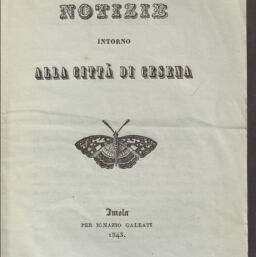 NOTIZIE
INTORNO
ALLA CITTÀ DI CESENA
Imola
PER IGNAZIO GALEATI
1843.